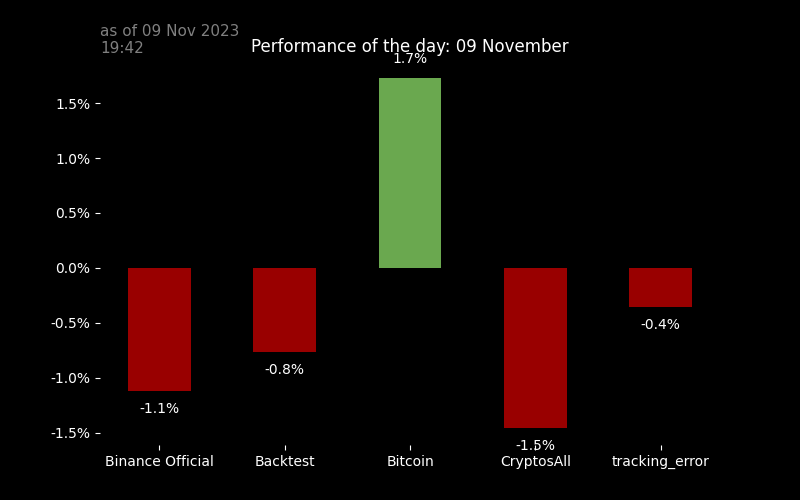 as of 09 Nov 2023
19:42
Performance of the day: 09 November
1.7%
1.5%
1.0%
0.5%
0.0%
-0.5%
-1.0%
-1.5%
-0.4%
-0.8%
-1.1%
-1.5%
Binance Official
Backtest
Bitcoin
CryptosAll
tracking_error